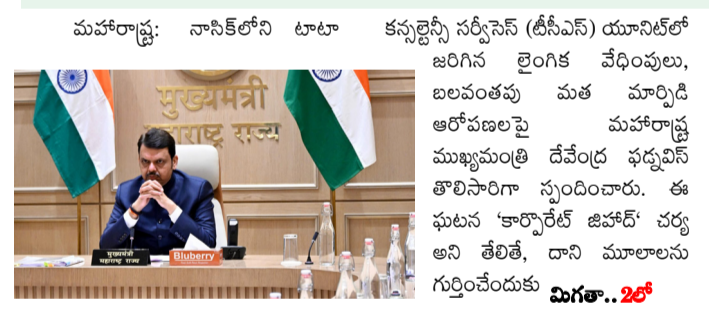 మహారాష్ట్ర: నాసిక్‌లోని టాటా కన్సల్టెన్సీ సర్వీసెస్ (టీసీఎస్) యూనిట్‌లో
జరిగిన లైంగిక వేధింపులు,
బలవంతపు మత మార్పిడి
ఆరోపణలపై మహారాష్ట్ర
ముఖ్యమంత్రి దేవేంద్ర ఫడ్నవిస్
తొలిసారిగా స్పందించారు. ఈ
ఘటన 'కార్పొరేట్ జిహాద్' చర్య
అని తేలితే, దాని మూలాలను
గుర్తించేందుకు మిగతా..2లో
मुख्यमंत्री
महाराष्ट्र राज्य
मुख्यमंत्री
महाराष्ट्र राज्य
Bluberry